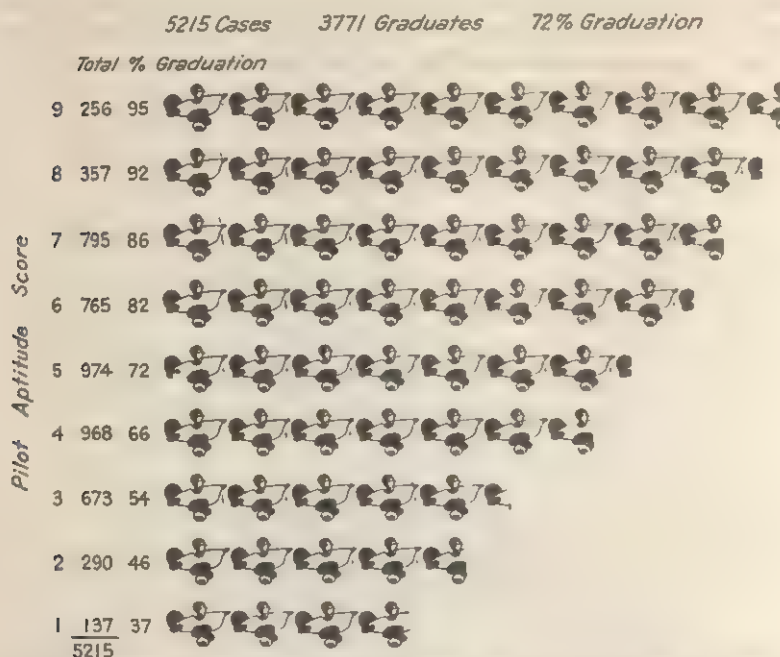 5215 Cases 3771 Graduates 72% Graduation
Total % Graduation
9 256 95
8 357 92
7 795 86
6 765 82
5 974 72
4 968 66
3 673 54
2 290 46
1 137 37
5215
Pilot Aptitude Score